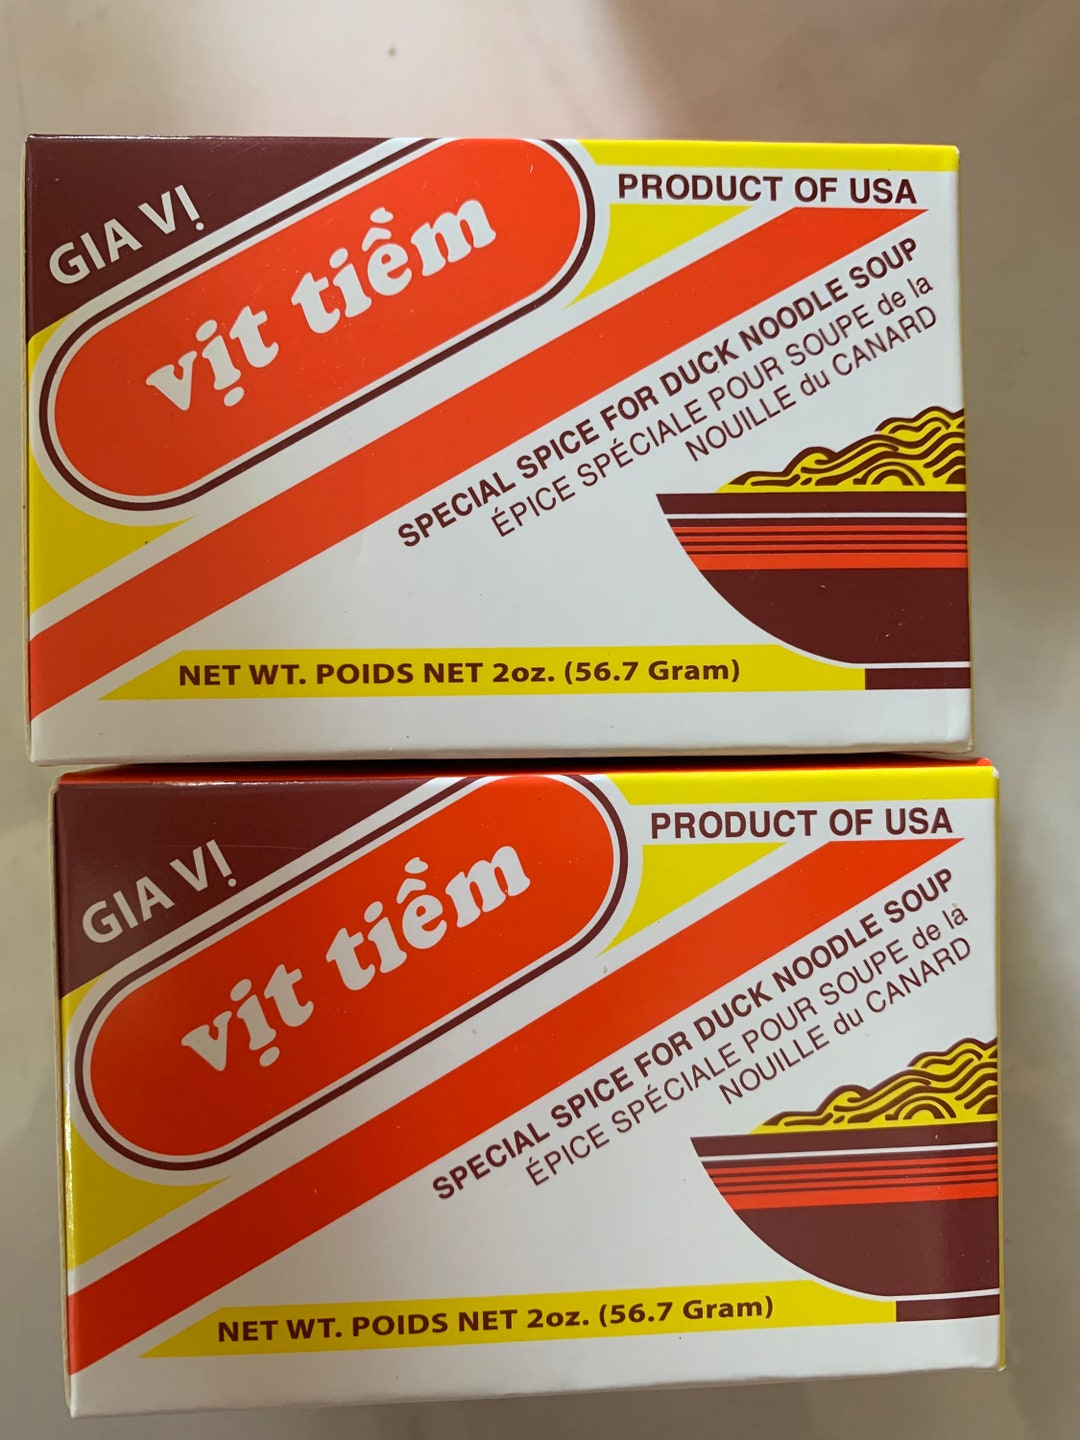 GIA VỊ
vịt tiềm
PRODUCT OF USA
SPECIAL SPICE FOR DUCK NOODLE SOUP
ÉPICE SPÉCIALE POUR SOUPE de la
NOUILLE du CANARD
NET WT. POIDS NET 2oz. (56.7 Gram)
GIA VỊ
vịt tiềm
PRODUCT OF USA
SPECIAL SPICE FOR DUCK NOODLE SOUP
ÉPICE SPÉCIALE POUR SOUPE de la
NOUILLE du CANARD
NET WT. POIDS NET 2oz. (56.7 Gram)